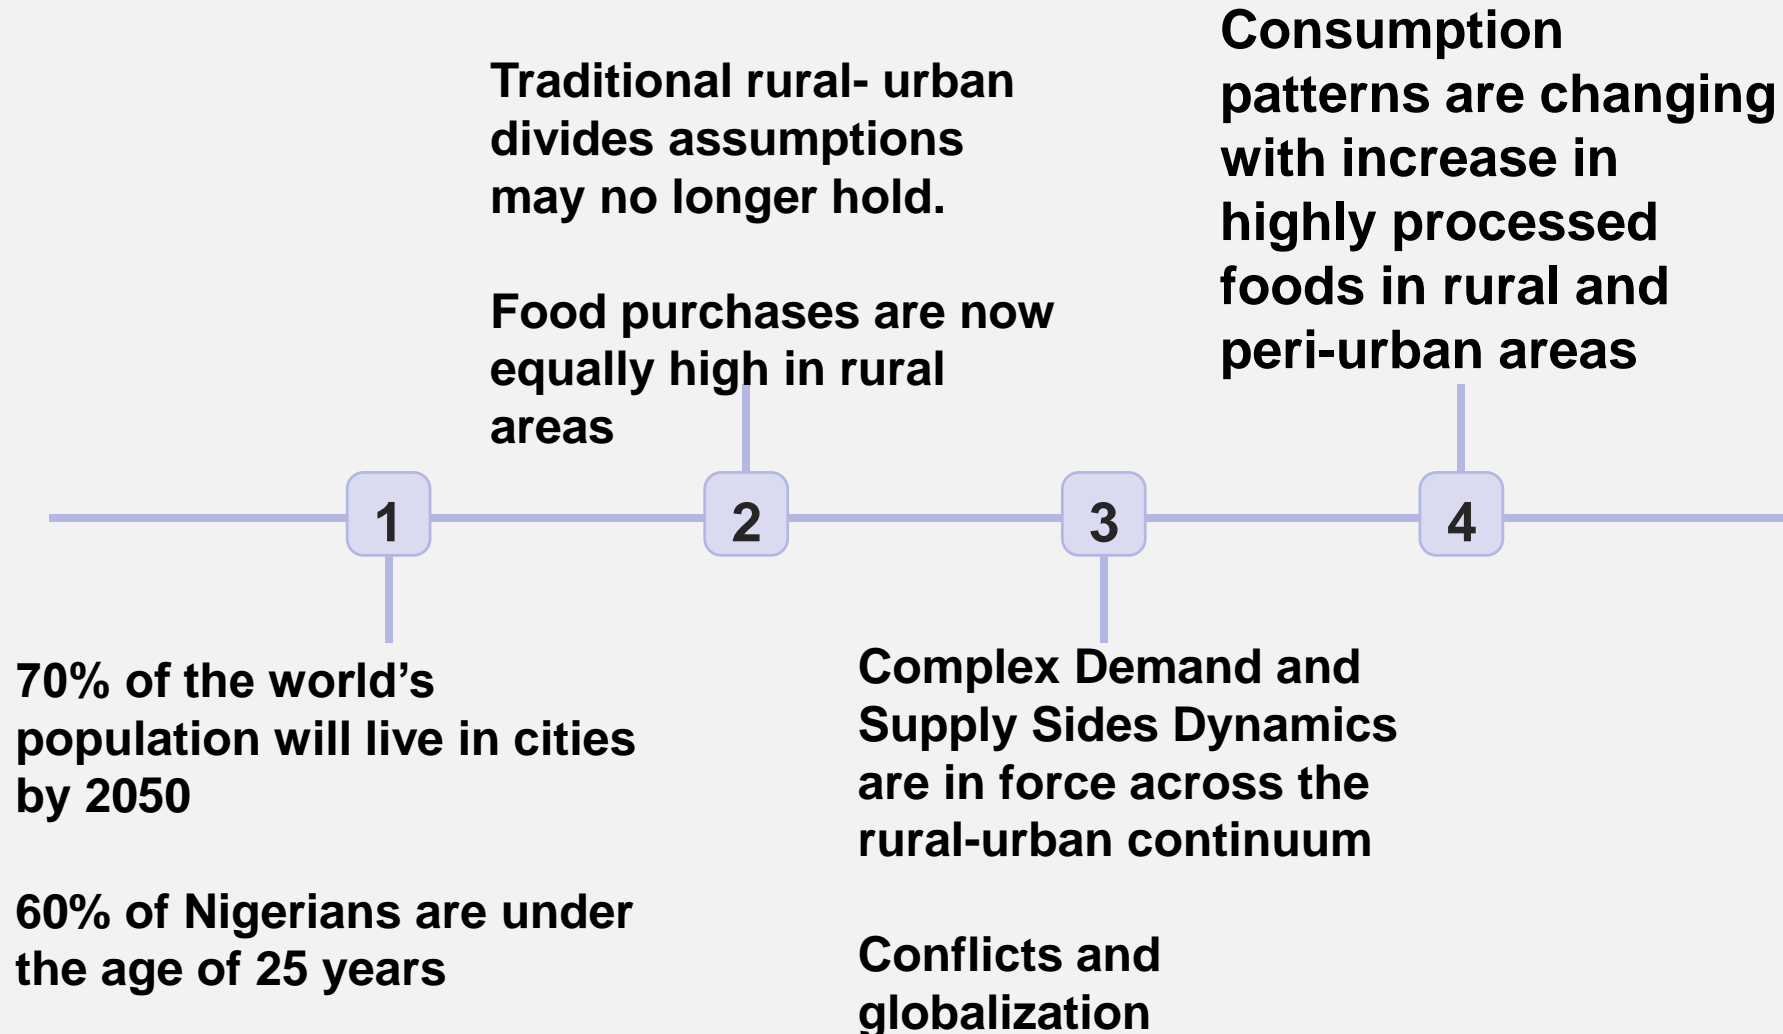 Traditional rural- urban
divides assumptions
may no longer hold.
Food purchases are now
equally high in rural
areas
Consumption
patterns are changing
with increase in
highly processed
foods in rural and
peri-urban areas
1
2
3
4
70% of the world’s
population will live in cities
by 2050
60% of Nigerians are under
the age of 25 years
Complex Demand and
Supply Sides Dynamics
are in force across the
rural-urban continuum
Conflicts and
globalization